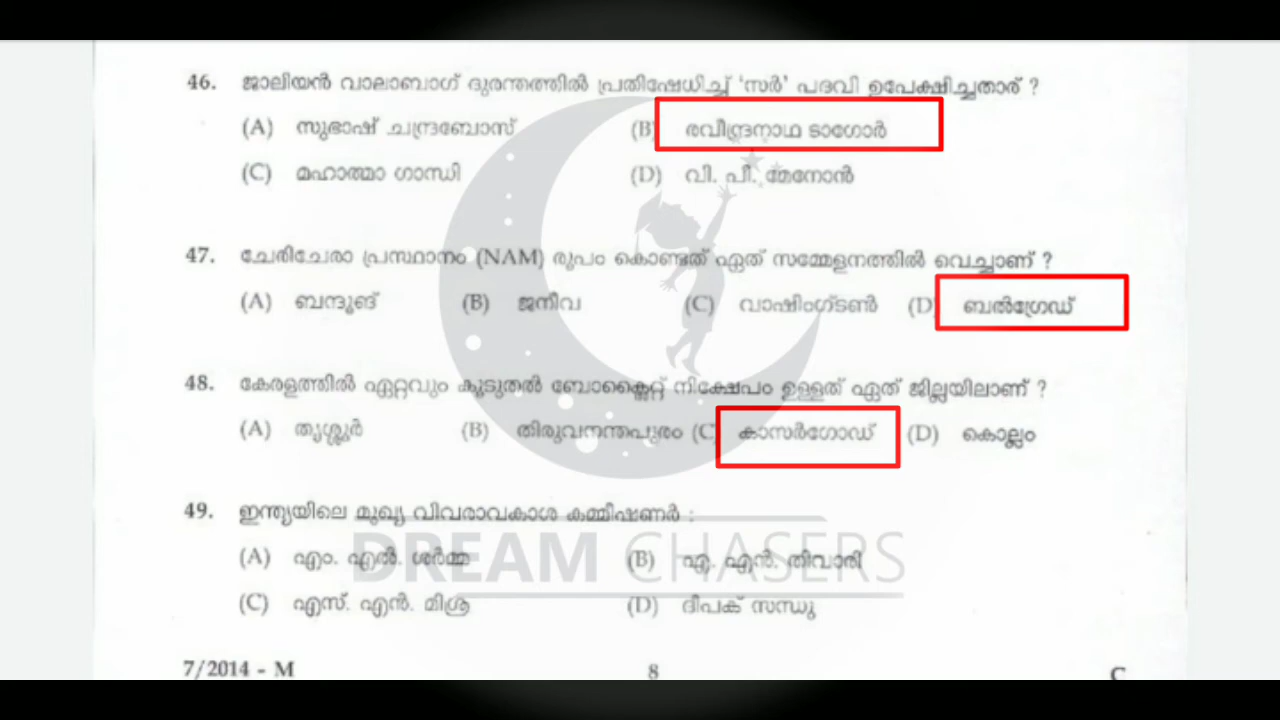 46. ജാലിയൻ വാലാബാഗ് ദുരന്തത്തിൽ പ്രതിഷേധിച്ച് 'സർ' പദവി ഉപേക്ഷിച്ചതാര് ?
(A) സുഭാഷ് ചന്ദ്രബോസ് (B) രവീന്ദ്രനാഥ ടാഗോർ
(C) മഹാത്മാ ഗാന്ധി (D) വി. പി. മേനോൻ
47. ചേരിചേരാ പ്രസ്ഥാനം (NAM) രൂപം കൊണ്ടത് ഏത് സമ്മേളനത്തിൽ വെച്ചാണ് ?
(A) ബന്ദൂങ് (B) ജനീവ (C) വാഷിംഗ്ടൺ (D) ബൽഗ്രേഡ്
48. കേരളത്തിൽ ഏറ്റവും കൂടുതൽ ബോക്സൈറ്റ് നിക്ഷേപം ഉള്ളത് ഏത് ജില്ലയിലാണ് ?
(A) തൃശ്ശൂർ (B) തിരുവനന്തപുരം (C) കാസർഗോഡ് (D) കൊല്ലം
49. ഇന്ത്യയിലെ മുഖ്യ വിവരാവകാശ കമ്മീഷണർ :
DREAM CHASERS
(A) എം. എൽ. ശർമ്മ (B) എ. എൻ. തിവാരി
(C) എസ്. എൻ. മിശ്ര (D) ദീപക് സന്ധു
7/2014 - M 8 C